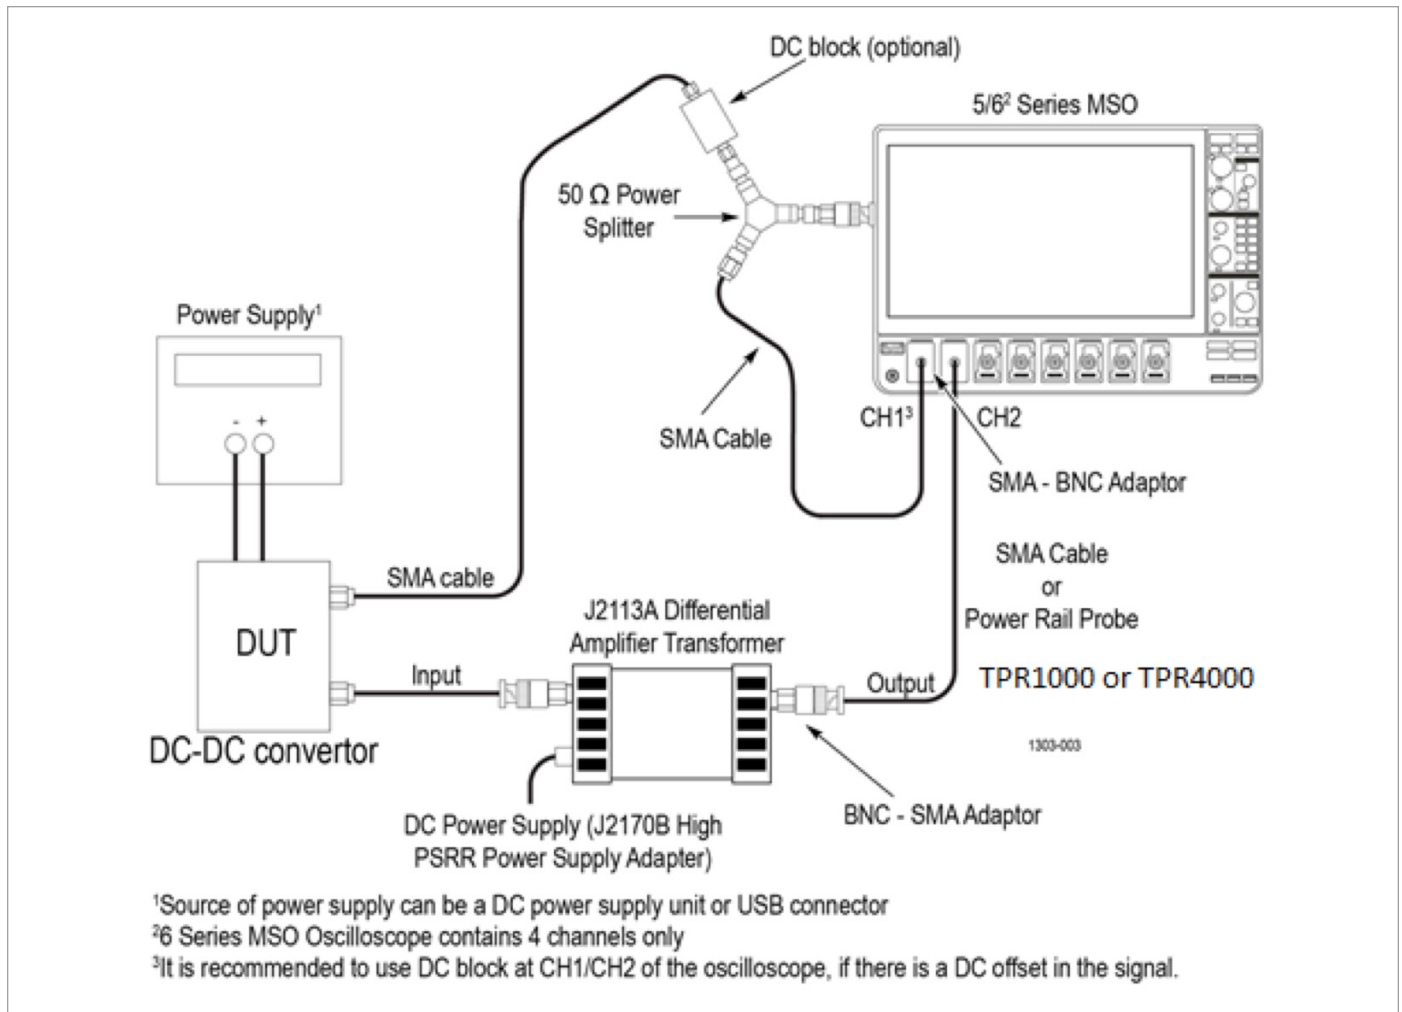 DC block (optional)
5/6² Series MSO
50 Ω Power
Splitter
Power Supply¹
- +
CH1³
CH2
SMA Cable
SMA - BNC Adaptor
SMA cable
SMA Cable
or
Power Rail Probe
TPR1000 or TPR4000
J2113A Differential
Amplifier Transformer
DUT
Input
Output
DC-DC convertor
1303-003
BNC - SMA Adaptor
DC Power Supply (J2170B High
PSRR Power Supply Adapter)
¹Source of power supply can be a DC power supply unit or USB connector
²6 Series MSO Oscilloscope contains 4 channels only
³It is recommended to use DC block at CH1/CH2 of the oscilloscope, if there is a DC offset in the signal.